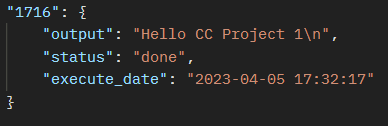 "1716": {
    "output": "Hello CC Project 1\n",
    "status": "done",
    "execute_date": "2023-04-05 17:32:17"
}